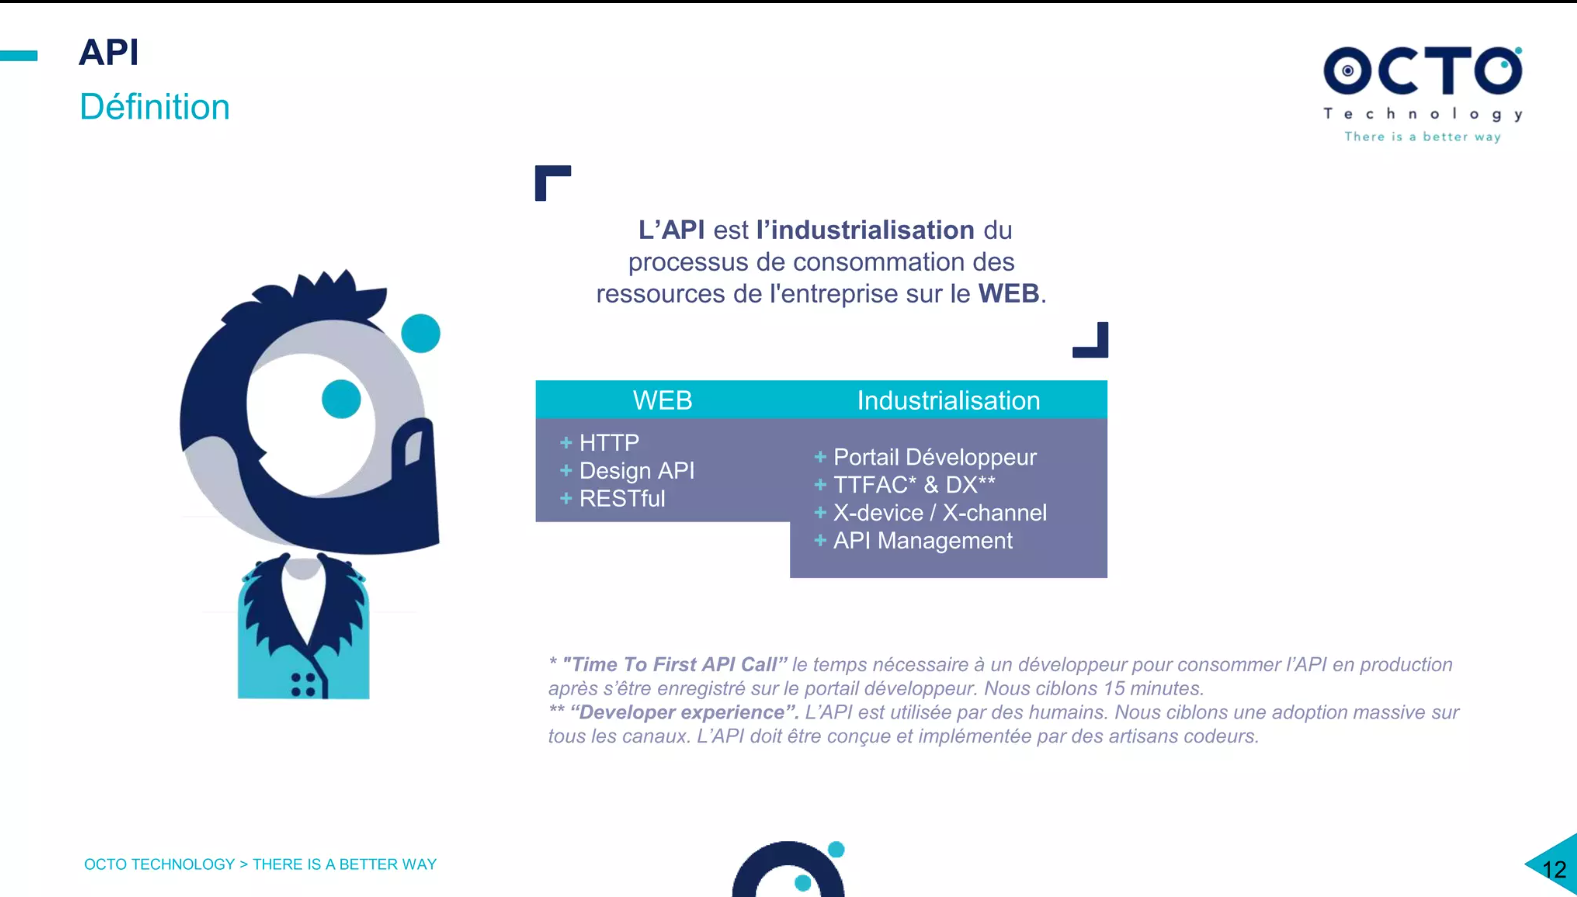 API
Définition
OCTO
Technology
There is a better way
L’API est l’industrialisation du
processus de consommation des
ressources de l'entreprise sur le WEB.
WEB
+ HTTP
+ Design API
+ RESTful
Industrialisation
+ Portail Développeur
+ TTFAC* & DX**
+ X-device / X-channel
+ API Management
* "Time To First API Call” le temps nécessaire à un développeur pour consommer l’API en production
après s’être enregistré sur le portail développeur. Nous ciblons 15 minutes.
** “Developer experience”. L’API est utilisée par des humains. Nous ciblons une adoption massive sur
tous les canaux. L’API doit être conçue et implémentée par des artisans codeurs.
OCTO TECHNOLOGY > THERE IS A BETTER WAY
12